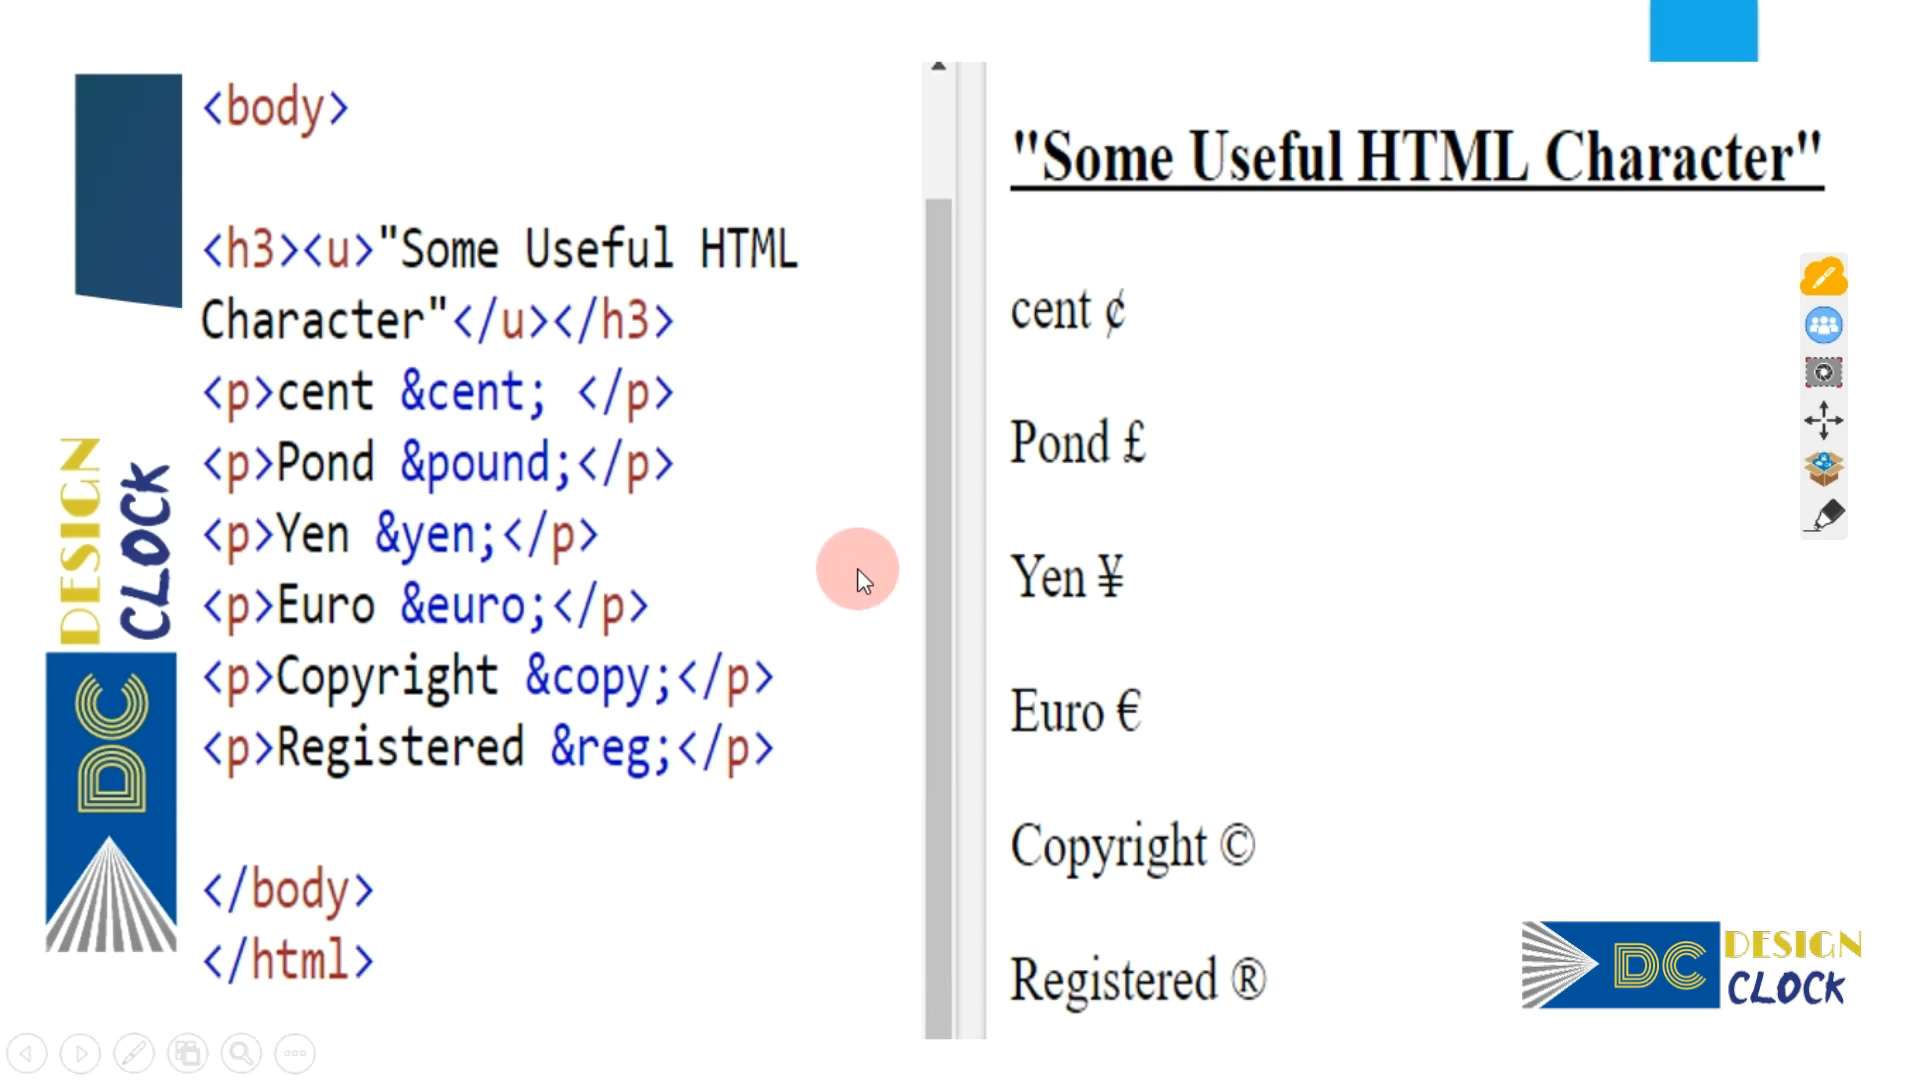 <body>
<h3><u>"Some Useful HTML
Character"</u></h3>
<p>cent &cent; </p>
<p>Pond &pound;</p>
<p>Yen &yen;</p>
<p>Euro &euro;</p>
<p>Copyright &copy;</p>
<p>Registered &reg;</p>
</body>
</html>
"Some Useful HTML Character"
cent ¢
Pond £
Yen ¥
Euro €
Copyright ©
Registered ®
DESIGN
CLOCK
DC
DC
DESIGN
CLOCK